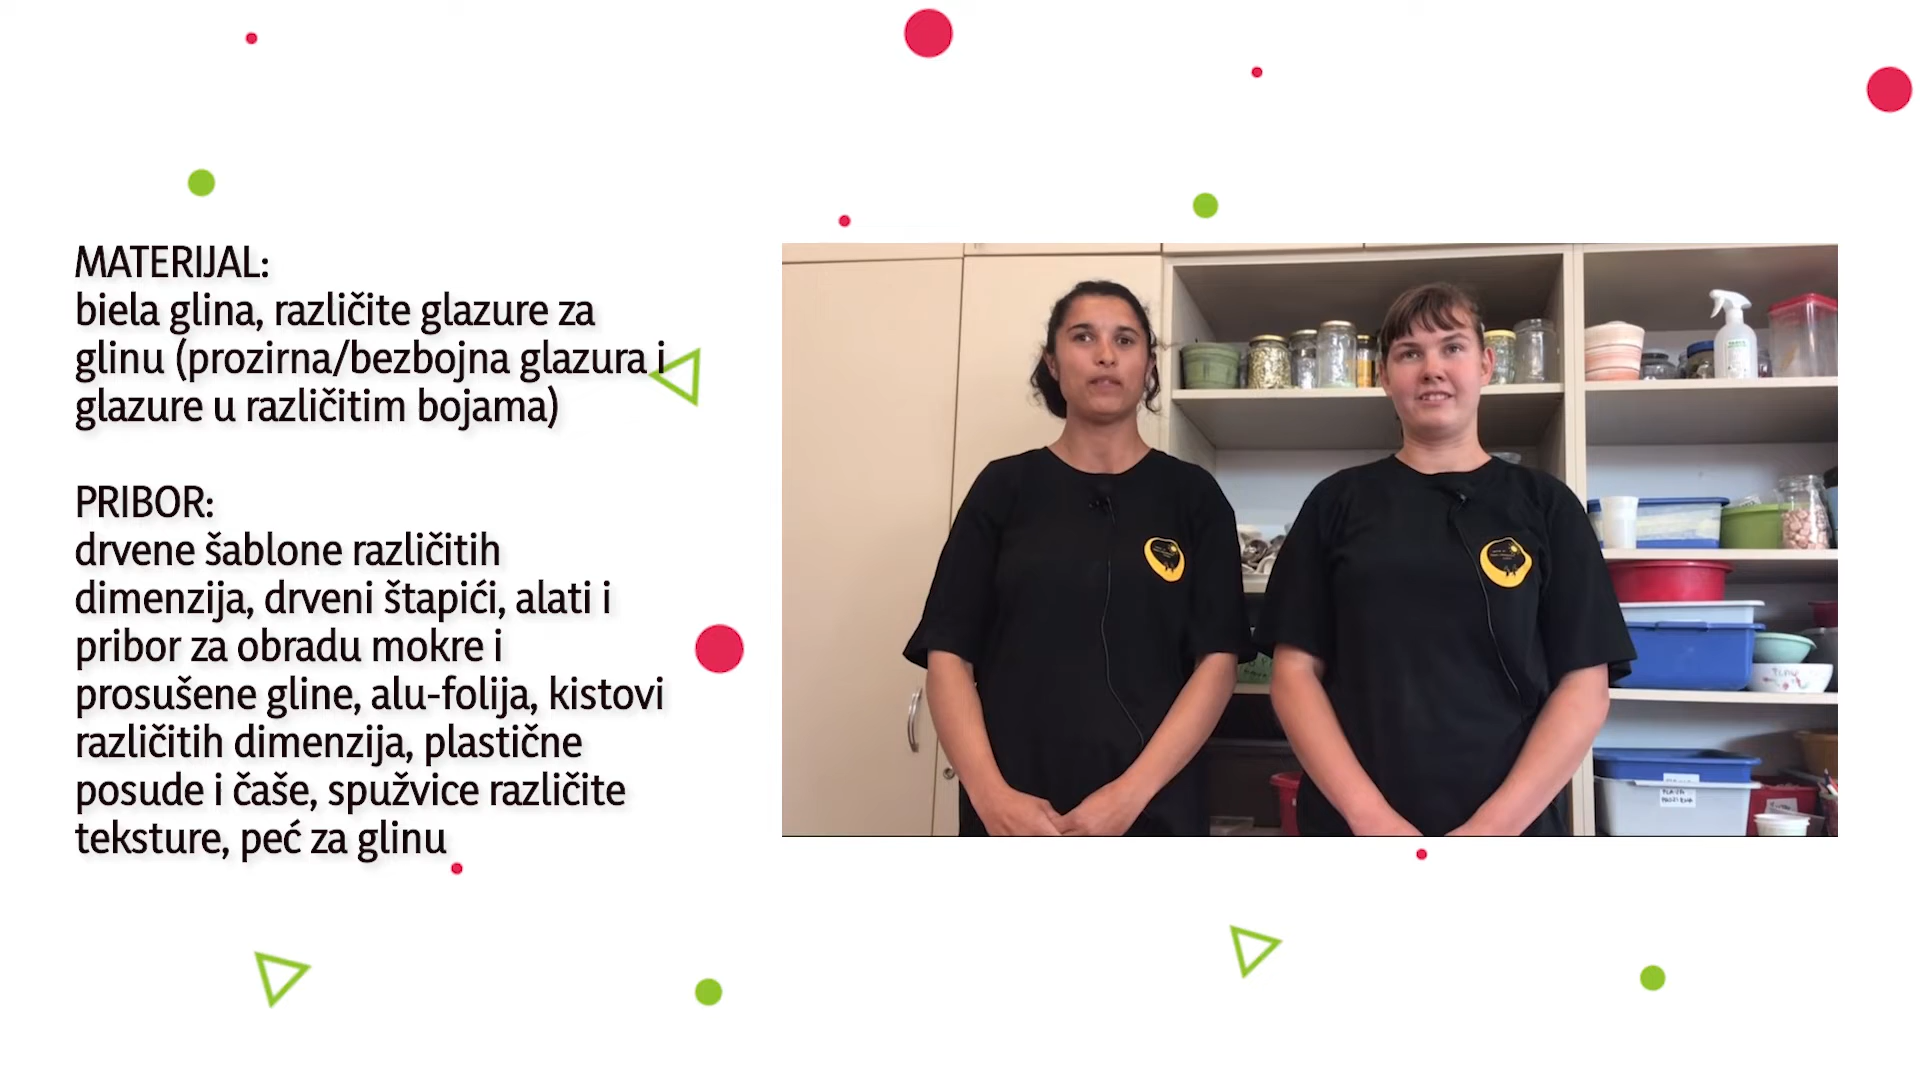 MATERIJAL:
biela glina, različite glazure za
glinu (prozirna/bezbojna glazura i
glazure u različitim bojama)
PRIBOR:
drvene šablone različitih
dimenzija, drveni štapići, alati i
pribor za obradu mokre i
prosušene gline, alu-folija, kistovi
različitih dimenzija, plastične
posude i čaše, spužvice različite
teksture, peć za glinu